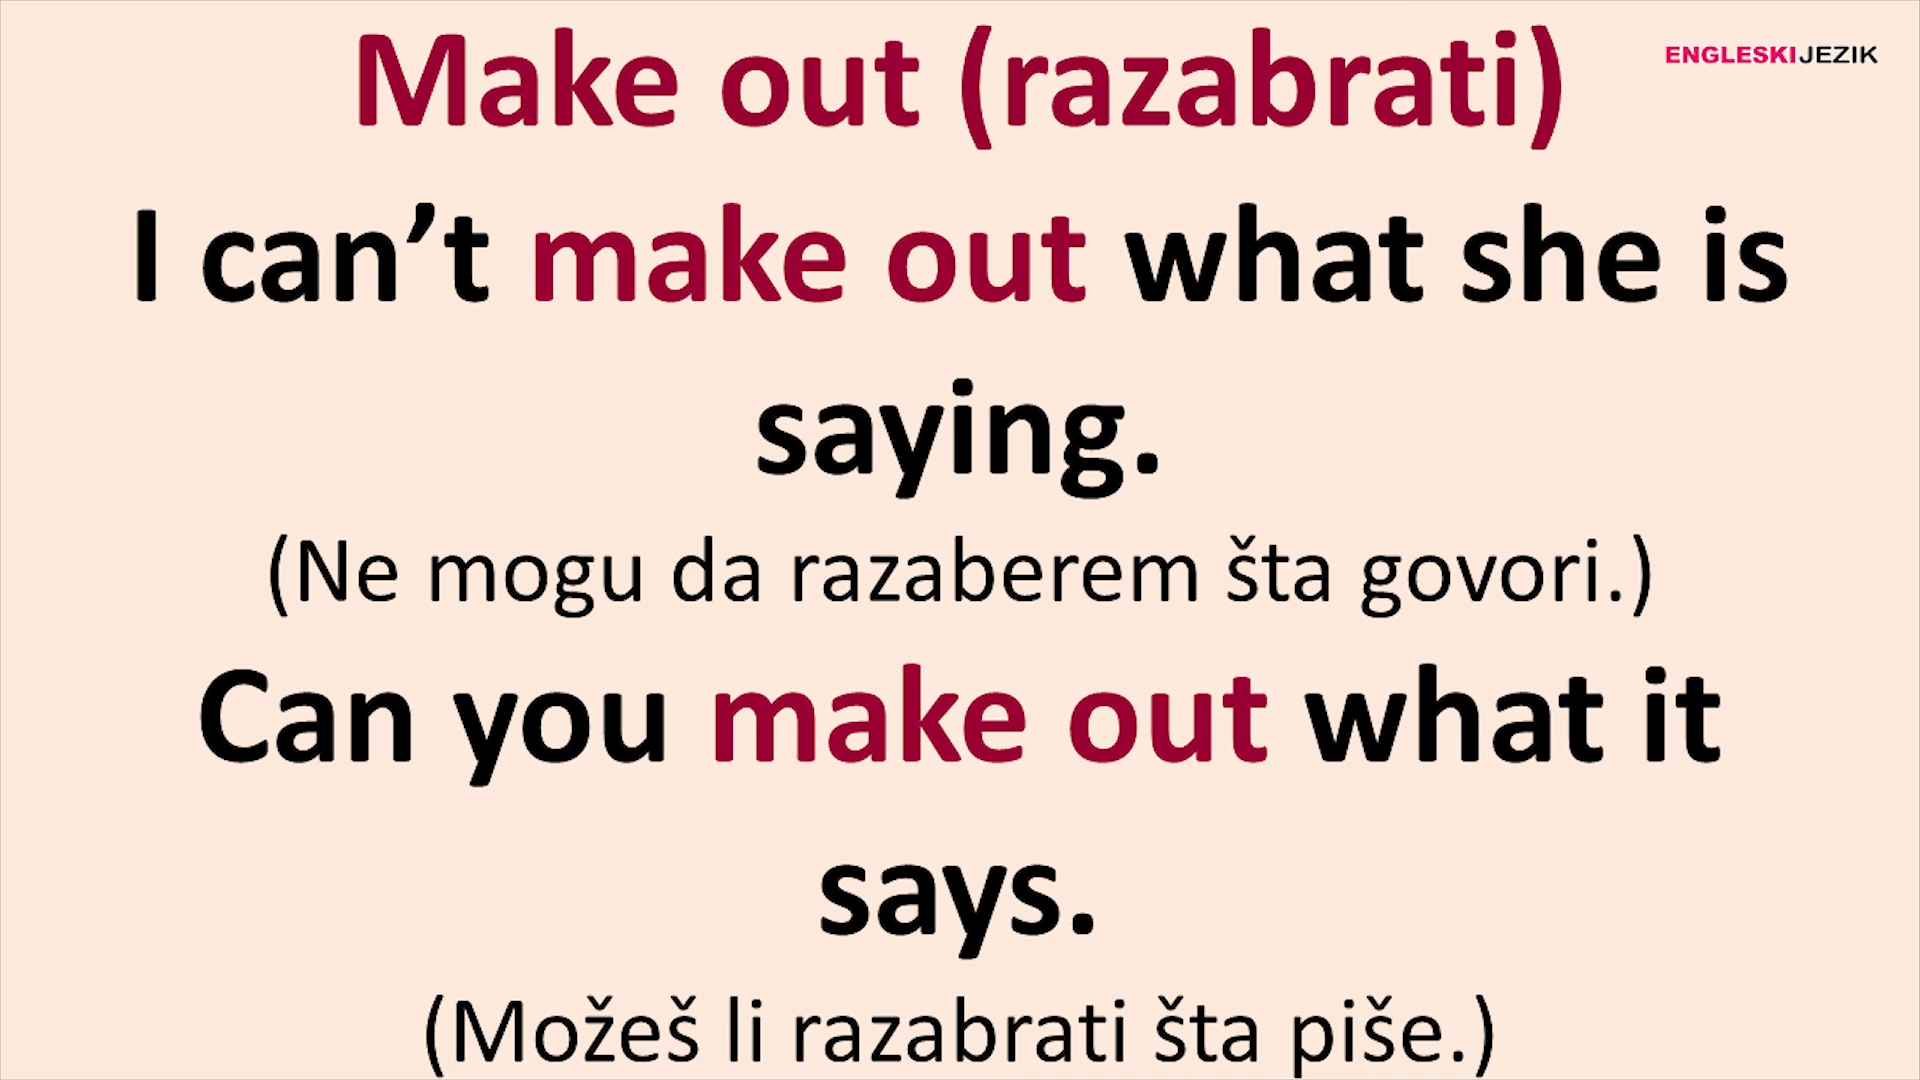 Make out (razabrati)
ENGLESKIJEZIK
I can’t make out what she is
saying.
(Ne mogu da razaberem šta govori.)
Can you make out what it
says.
(Možeš li razabrati šta piše.)